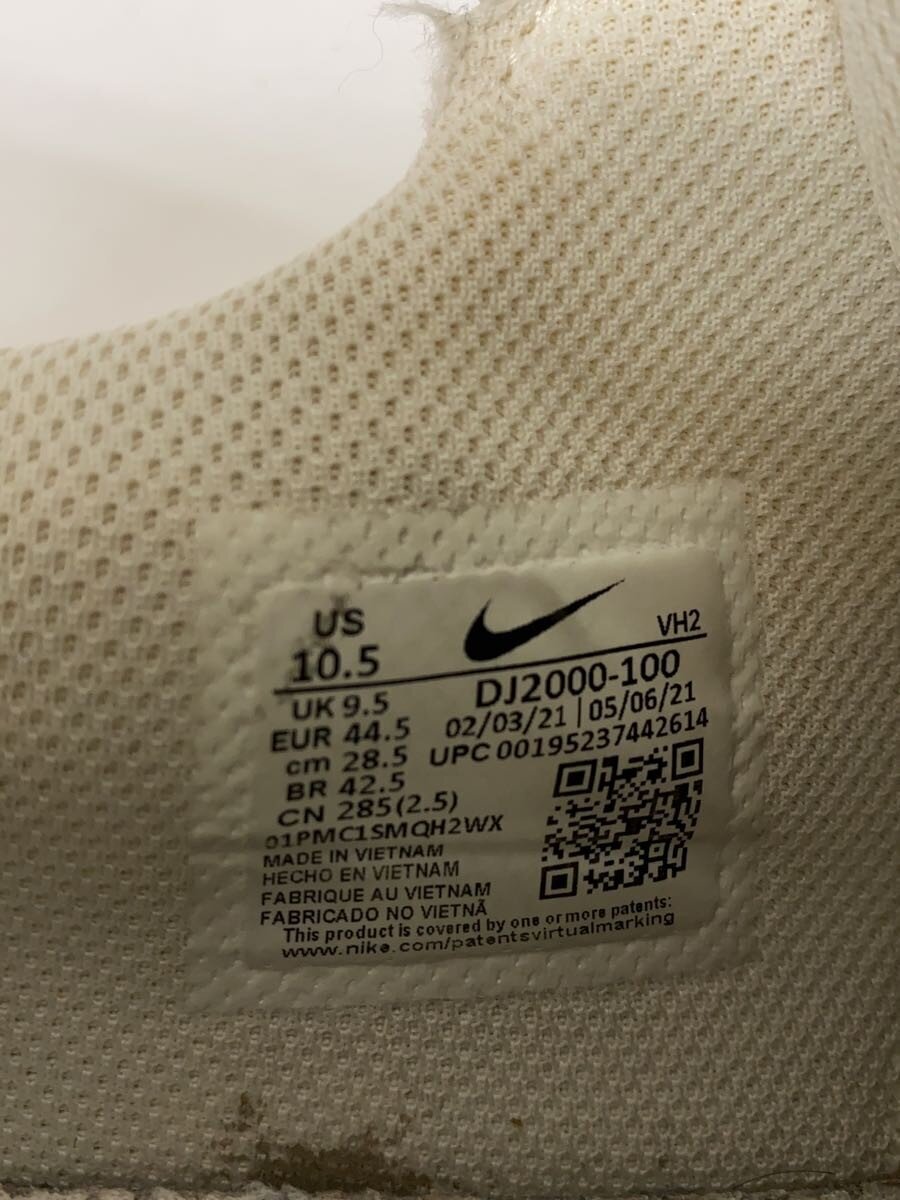 US
10.5
VH2
UK 9.5
DJ2000-100
EUR 44.5
02/03/21 | 05/06/21
cm 28.5
UPC 00195237442614
BR 42.5
CN 285(2.5)
01PMC1SMQH2WX
MADE IN VIETNAM
HECHO EN VIETNAM
FABRIQUE AU VIETNAM
FABRICADO NO VIETNÃ
This product is covered by one or more patents:
www.nike.com/patentsvirtualmarking